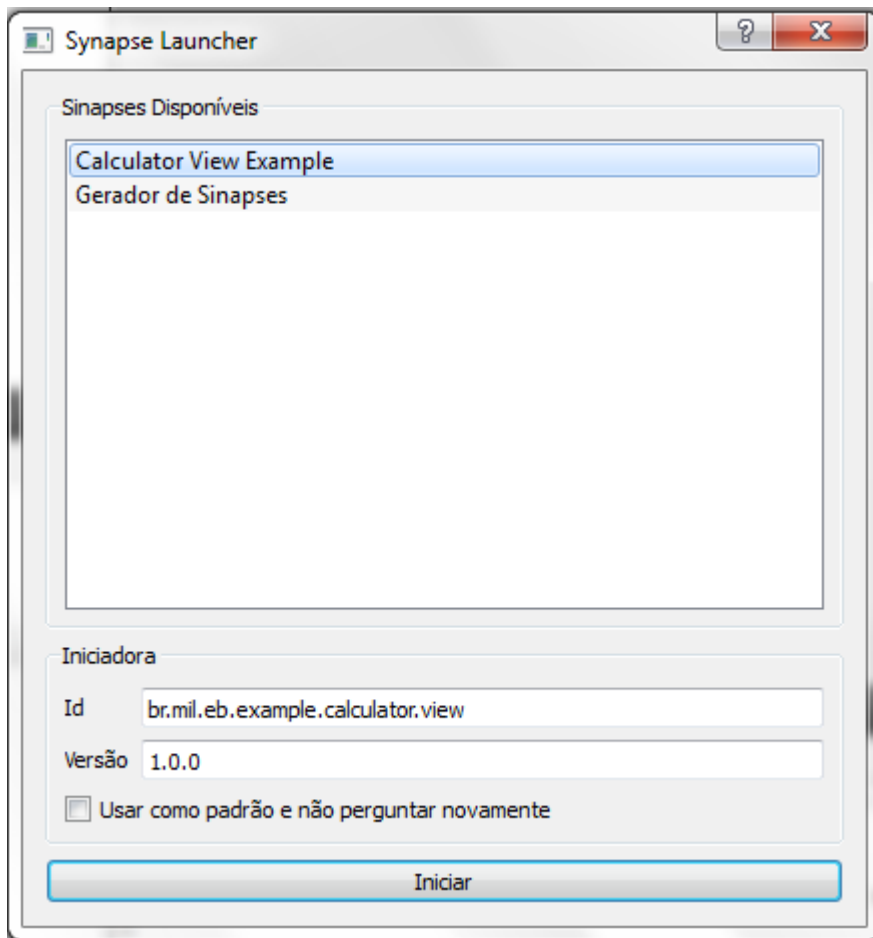 Synapse Launcher
Sinapses Disponíveis
Calculator View Example
Gerador de Sinapses
Iniciadora
Id br.mil.eb.example.calculator.view
Versão 1.0.0
Usar como padrão e não perguntar novamente
Iniciar